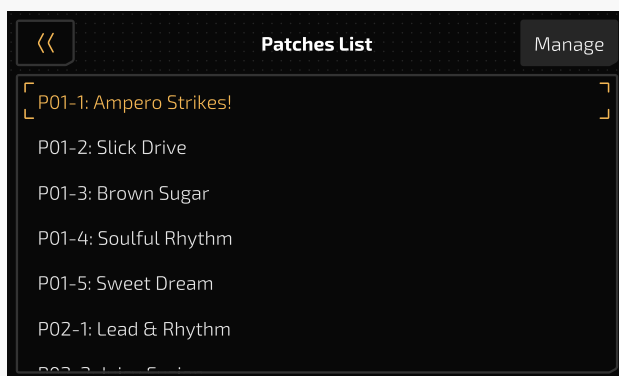 Patches List
Manage
P01-1: Ampero Strikes!
P01-2: Slick Drive
P01-3: Brown Sugar
P01-4: Soulful Rhythm
P01-5: Sweet Dream
P02-1: Lead & Rhythm